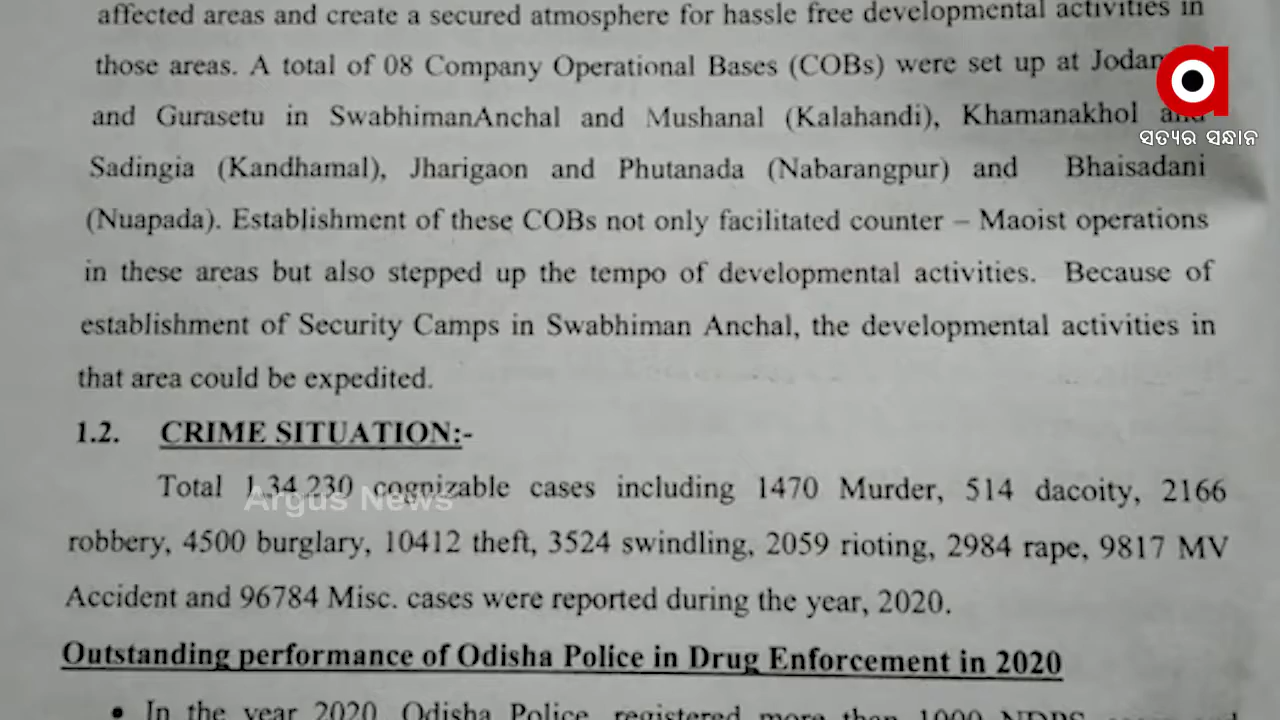 affected areas and create a secured atmosphere for hassle free developmental activities in
those areas. A total of 08 Company Operational Bases (COBs) were set up at
and Gurasetu in SwabhimanAnchal and Mushanal (Kalahandi), Khamanakhol and
ସତ୍ୟର ସନ୍ଧାନ
Sadingia (Kandhamal), Jharigaon and Phutanada (Nabarangpur) and Bhaisadani
(Nuapada). Establishment of these COBs not only facilitated counter – Maoist operations
in these areas but also stepped up the tempo of developmental activities. Because of
establishment of Security Camps in Swabhiman Anchal, the developmental activities in
that area could be expedited.
1.2. CRIME SITUATION:-
Total 1,34,230 cognizable cases including 1470 Murder, 514 dacoity, 2166
Argus News
robbery, 4500 burglary, 10412 theft, 3524 swindling, 2059 rioting, 2984 rape, 9817 MV
Accident and 96784 Misc. cases were reported during the year, 2020.
Outstanding performance of Odisha Police in Drug Enforcement in 2020
• In the year 2020, Odisha Police, registered more than 1000 NDPS